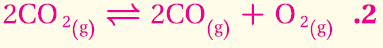 2CO₂(g) ⇌ 2CO(g) + O₂(g) .2